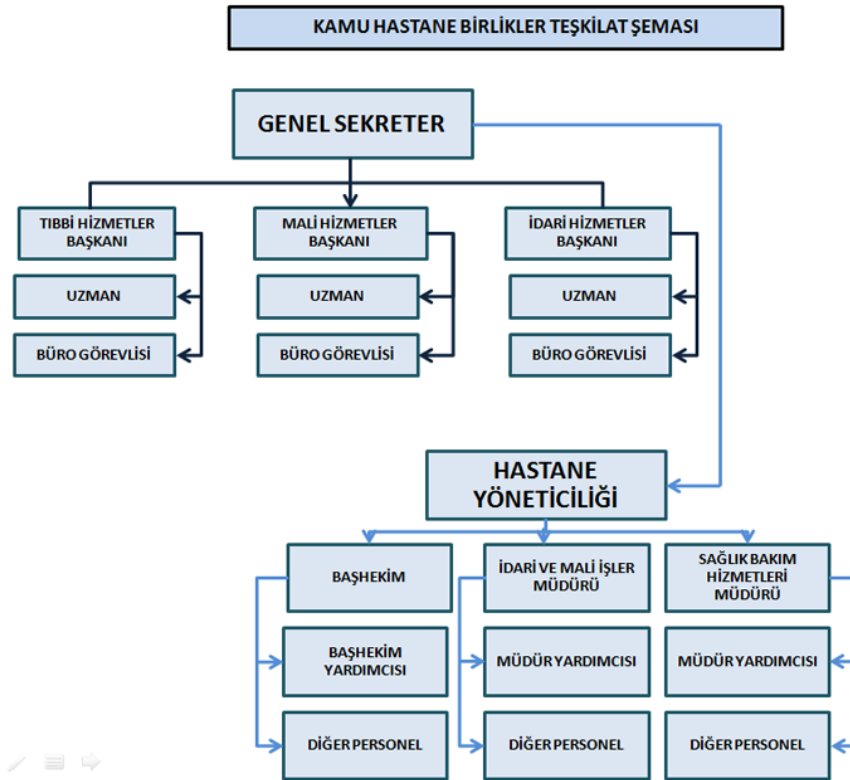 KAMU HASTANE BİRLİKLER TEŞKİLAT ŞEMASI
GENEL SEKRETER
TIBBİ HİZMETLER
BAŞKANI
MALİ HİZMETLER
BAŞKANI
İDARİ HİZMETLER
BAŞKANI
UZMAN
UZMAN
UZMAN
BÜRO GÖREVLİSİ
BÜRO GÖREVLİSİ
BÜRO GÖREVLİSİ
HASTANE
YÖNETİCİLİĞİ
BAŞHEKİM
İDARİ VE MALİ İŞLER
MÜDÜRÜ
SAĞLIK BAKIM
HİZMETLERİ
MÜDÜRÜ
BAŞHEKİM
YARDIMCISI
MÜDÜR YARDIMCISI
MÜDÜR YARDIMCISI
DİĞER PERSONEL
DİĞER PERSONEL
DİĞER PERSONEL